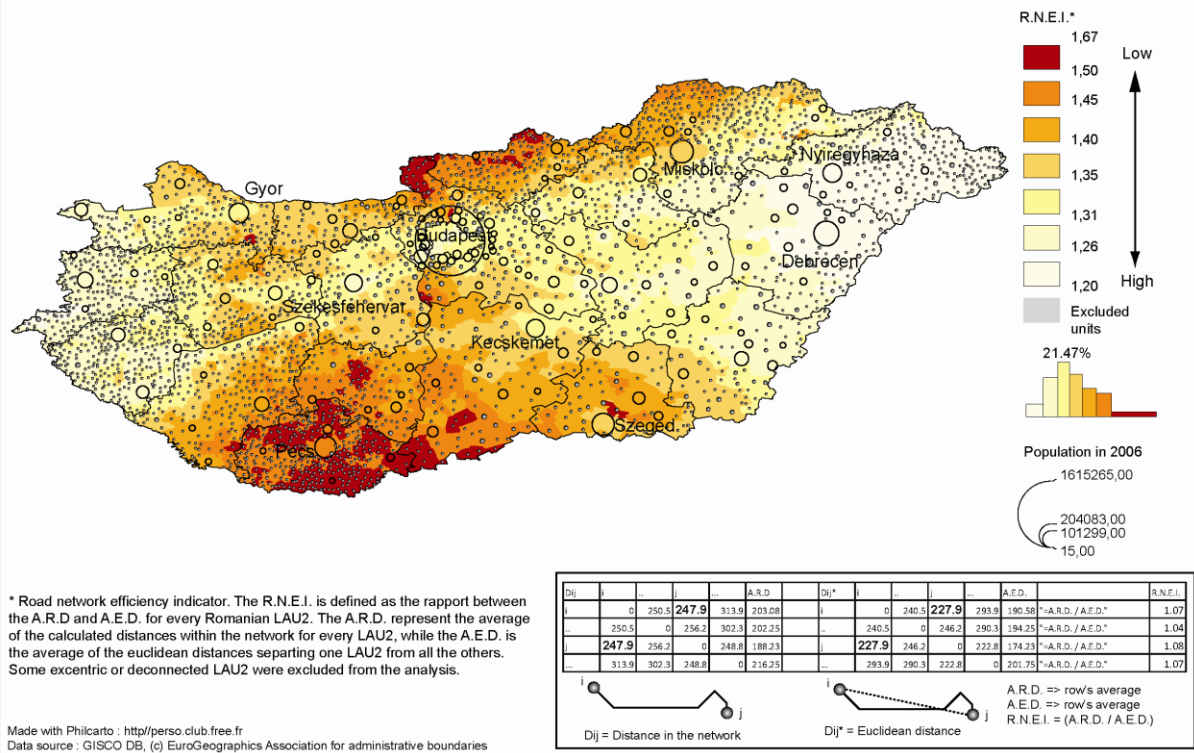 R.N.E.I.*
1,67
1,50
1,45
1,40
1,35
1,31
1,26
1,20
Low
High
Excluded
units
21.47%
Population in 2006
1615265,00
204083,00
101299,00
15,00
Gyor
Miskolc
Nyiregyhaza
Budapest
Debrecen
Szekesfehervar
Kecskemet
Szeged
Pecs
* Road network efficiency indicator. The R.N.E.I. is defined as the rapport between
the A.R.D and A.E.D. for every Romanian LAU2. The A.R.D. represent the average
of the calculated distances within the network for every LAU2, while the A.E.D. is
the average of the euclidean distances separting one LAU2 from all the others.
Some excentric or deconnected LAU2 were excluded from the analysis.
Made with Philcarto : http//perso.club.free.fr
Data source : GISCO DB, (c) EuroGeographics Association for administrative boundaries
Dij i .. j ... A.R.D Dij* i .. j ... A.E.D. R.N.E.I.
i 0 250.5 247.9 313.9 203.08 i 0 240.5 227.9 293.9 190.58 "=A.R.D. / A.E.D." 1.07
.. 250.5 0 256.2 302.3 202.25 .. 240.5 0 246.2 290.3 194.25 "=A.R.D. / A.E.D." 1.04
j 247.9 256.2 0 248.8 188.23 j 227.9 246.2 0 222.8 174.23 "=A.R.D. / A.E.D." 1.08
... 313.9 302.3 248.8 0 216.25 ... 293.9 290.3 222.8 0 201.75 "=A.R.D. / A.E.D." 1.07
i
j
Dij = Distance in the network
i
j
Dij* = Euclidean distance
A.R.D. => row's average
A.E.D. => row's average
R.N.E.I. = (A.R.D. / A.E.D.)